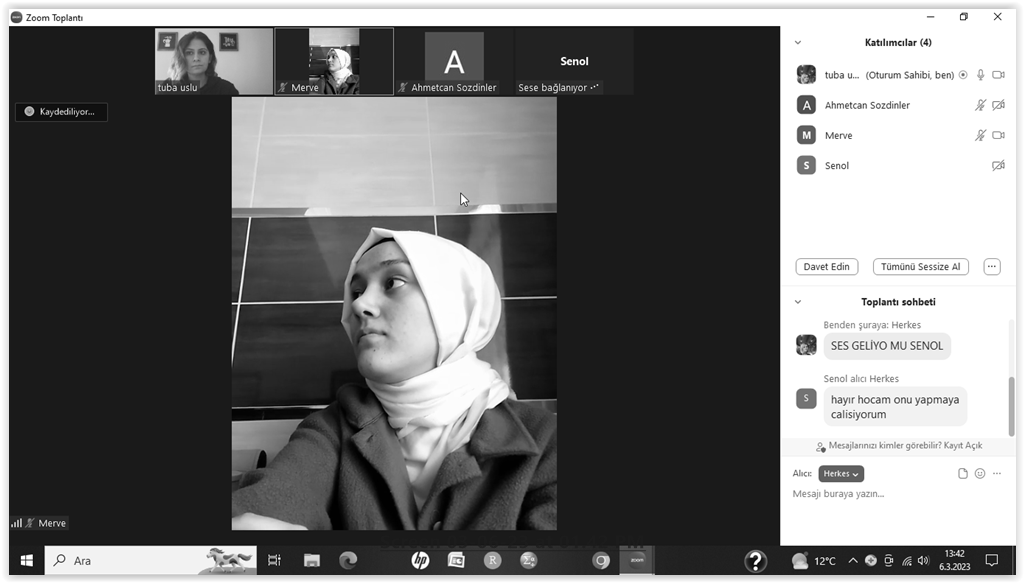 Zoom Toplantı
tuba uslu
Merve
A
Ahmetcan Sozdinler
Senol
Sese bağlanıyor
Kaydediliyor...
Merve
Katılımcılar (4)
tuba u... (Oturum Sahibi, ben)
A Ahmetcan Sozdinler
M Merve
S Senol
Davet Edin Tümünü Sessize Al ...
Toplantı sohbeti
Benden şuraya: Herkes
SES GELİYO MU SENOL
Senol alıcı Herkes
S
hayır hocam onu yapmaya
calisiyorum
Mesajlarınızı kimler görebilir? Kayıt Açık
Alıcı: Herkes
Mesajı buraya yazın...
Ara
hp
R
zoom
?
12°C
13:42
6.3.2023